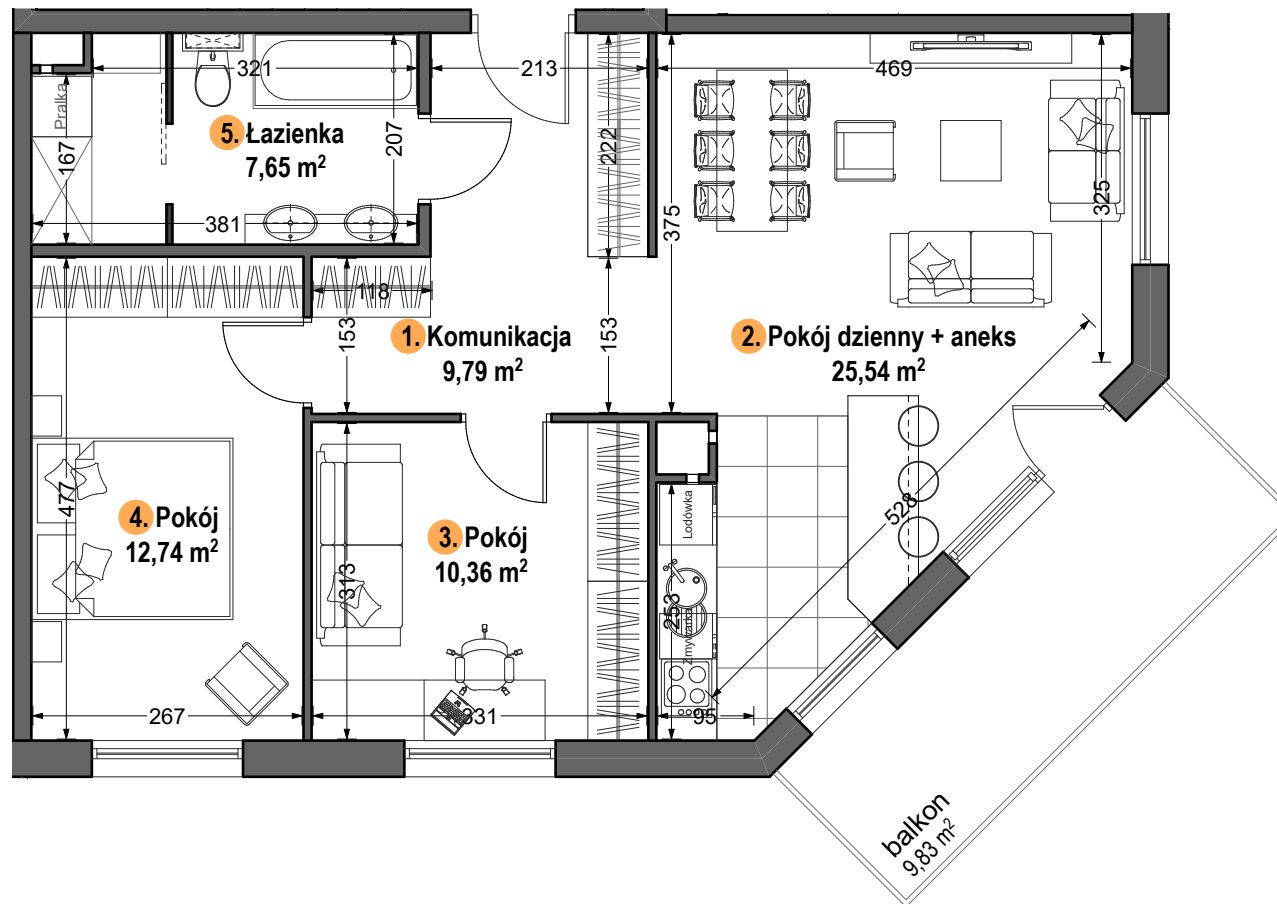 321
213
469
Pralka
167
5. Łazienka
7,65 m²
207
222
375
325
381
118
153
1. Komunikacja
9,79 m²
153
2. Pokój dzienny + aneks
25,54 m²
477
4. Pokój
12,74 m²
313
3. Pokój
10,36 m²
Lodówka
253
Zmywarka
528
267
331
95
balkon
9,83 m²